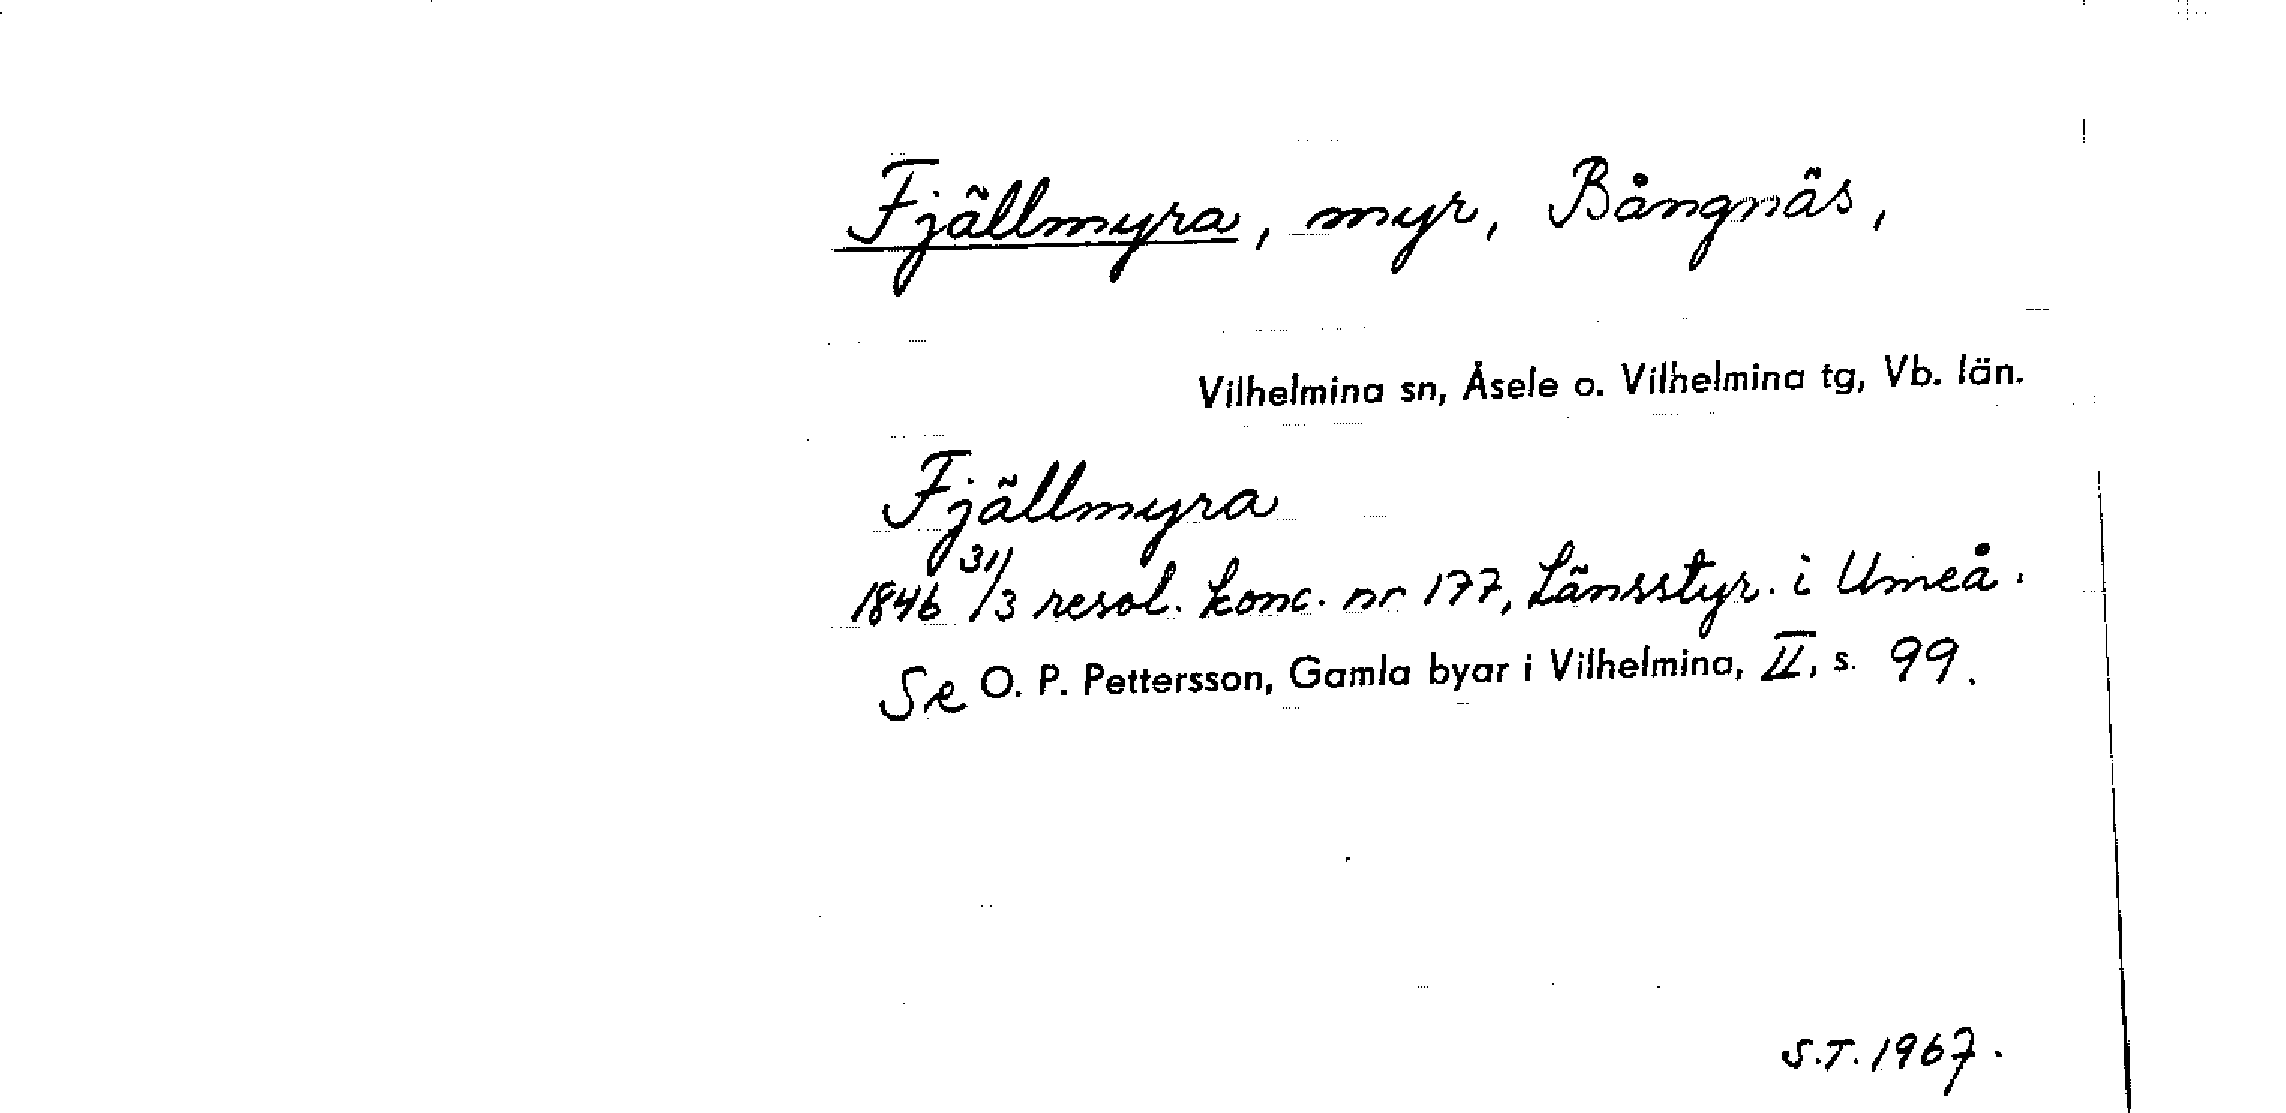 Fjällmyra, myr, Bångnäs,
Vilhelmina sn, Åsele o. Vilhelmina tg, Vb. län.
Fjällmyra
1846 31/3 resol. konc. nr 177, Länsstyr. i Umeå.
Se O. P. Pettersson, Gamla byar i Vilhelmina, II, s. 99.
S.T. 1967.